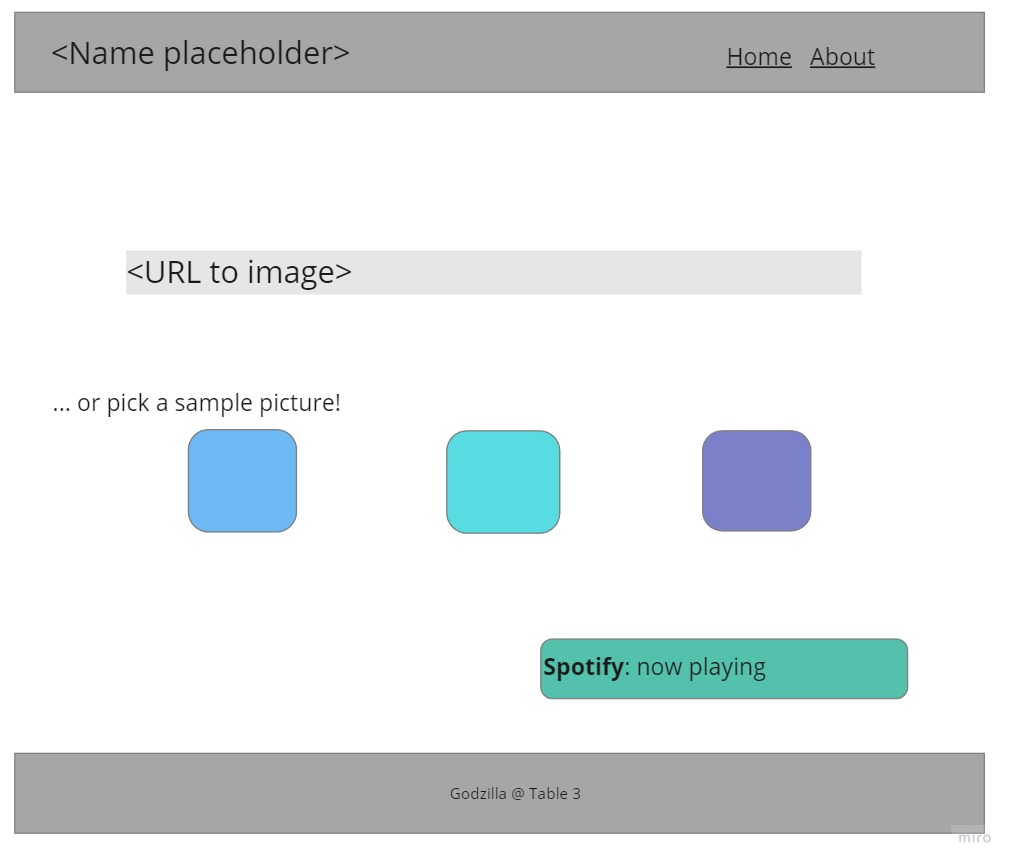 <Name placeholder>
Home About
<URL to image>
... or pick a sample picture!
Spotify: now playing
Godzilla @ Table 3
miro